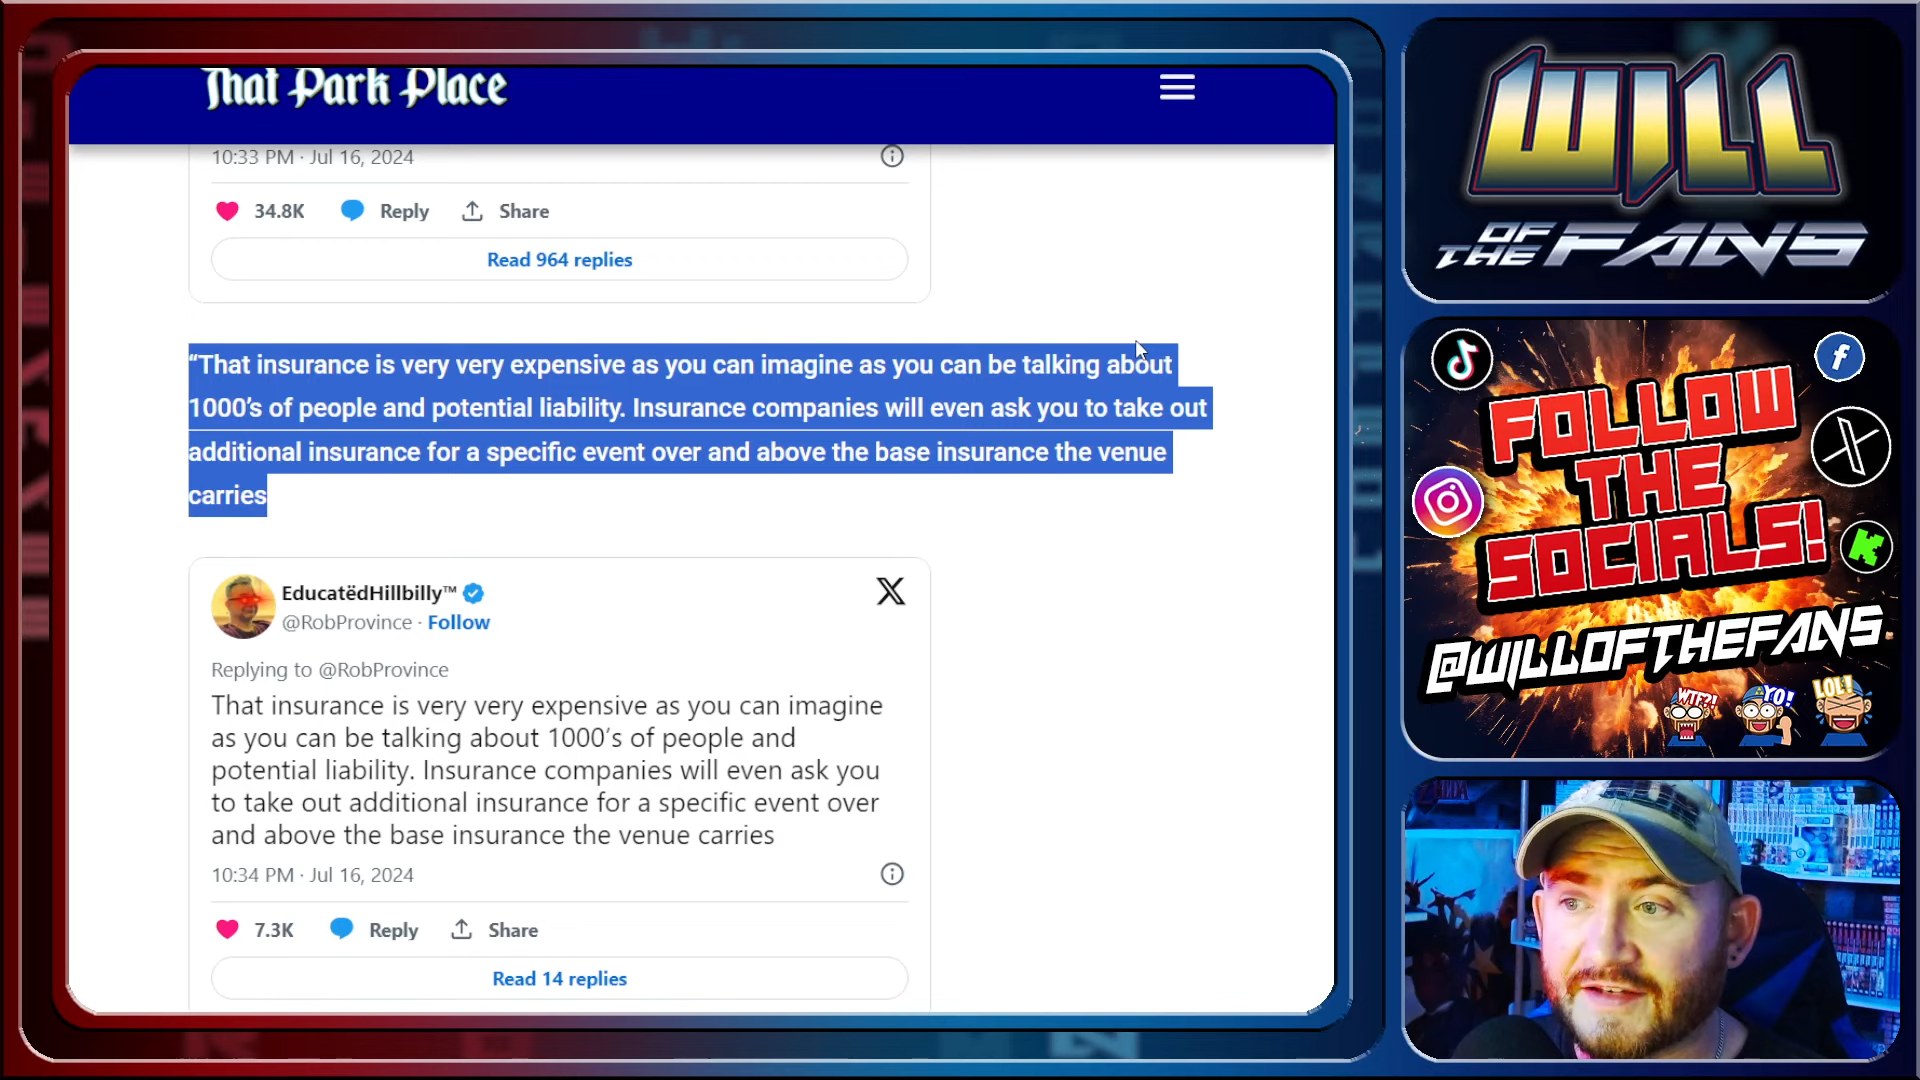 That Park Place
10:33 PM · Jul 16, 2024
34.8K Reply Share
Read 964 replies
“That insurance is very very expensive as you can imagine as you can be talking about
1000’s of people and potential liability. Insurance companies will even ask you to take out
additional insurance for a specific event over and above the base insurance the venue
carries
EducatëdHillbilly™
@RobProvince · Follow
Replying to @RobProvince
That insurance is very very expensive as you can imagine
as you can be talking about 1000’s of people and
potential liability. Insurance companies will even ask you
to take out additional insurance for a specific event over
and above the base insurance the venue carries
10:34 PM · Jul 16, 2024
7.3K Reply Share
Read 14 replies
WILL
OF THE FANS
FOLLOW
THE
SOCIALS!
@WILLOFTHEFANS
WTF?! YO! LOL!